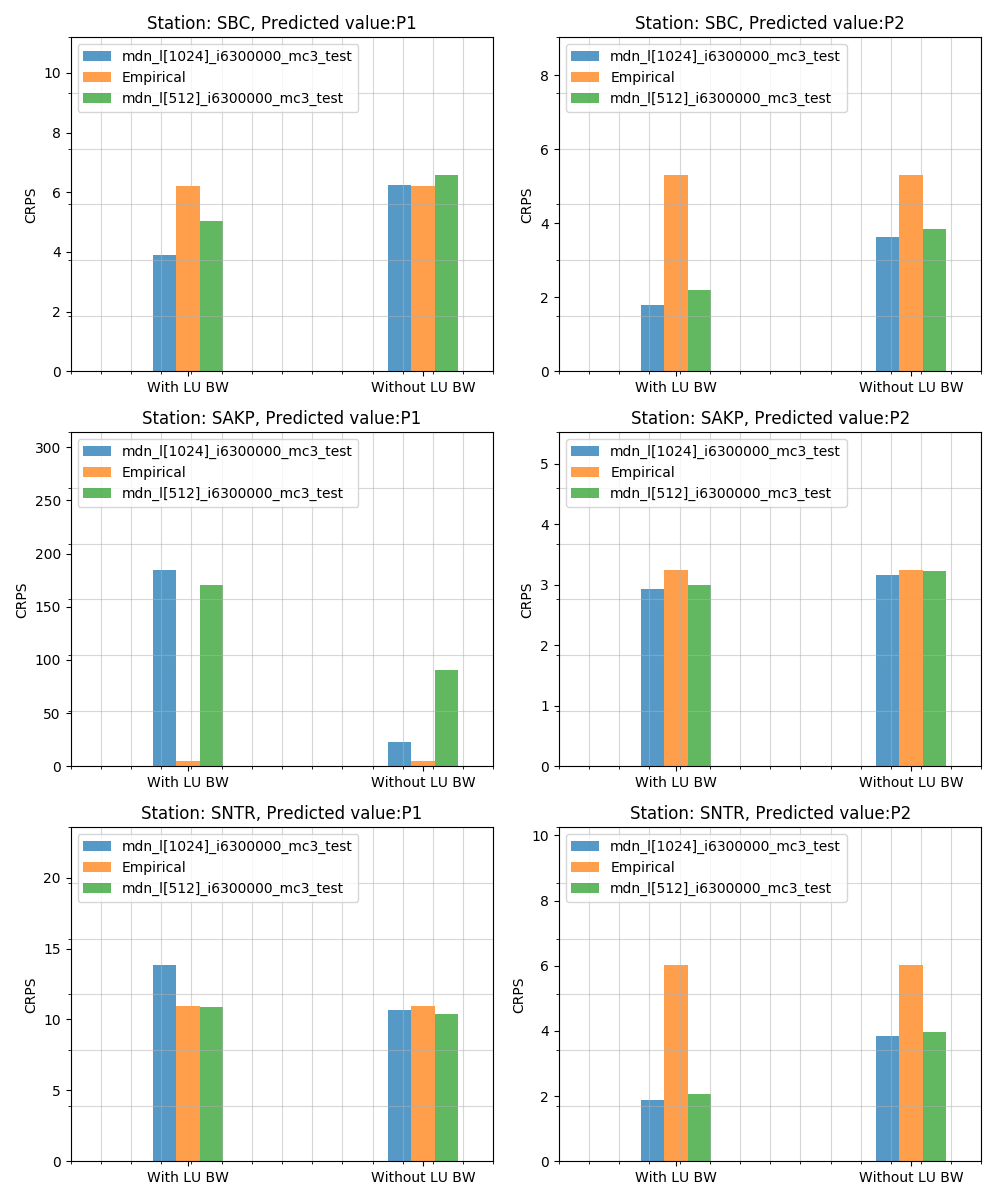 Station: SBC, Predicted value:P1
mdn_l[1024]_i6300000_mc3_test
Empirical
mdn_l[512]_i6300000_mc3_test
CRPS
10
8
6
4
2
0
With LU BW
Without LU BW
Station: SBC, Predicted value:P2
mdn_l[1024]_i6300000_mc3_test
Empirical
mdn_l[512]_i6300000_mc3_test
CRPS
8
6
4
2
0
With LU BW
Without LU BW
Station: SAKP, Predicted value:P1
mdn_l[1024]_i6300000_mc3_test
Empirical
mdn_l[512]_i6300000_mc3_test
CRPS
300
250
200
150
100
50
0
With LU BW
Without LU BW
Station: SAKP, Predicted value:P2
mdn_l[1024]_i6300000_mc3_test
Empirical
mdn_l[512]_i6300000_mc3_test
CRPS
5
4
3
2
1
0
With LU BW
Without LU BW
Station: SNTR, Predicted value:P1
mdn_l[1024]_i6300000_mc3_test
Empirical
mdn_l[512]_i6300000_mc3_test
CRPS
20
15
10
5
0
With LU BW
Without LU BW
Station: SNTR, Predicted value:P2
mdn_l[1024]_i6300000_mc3_test
Empirical
mdn_l[512]_i6300000_mc3_test
CRPS
10
8
6
4
2
0
With LU BW
Without LU BW